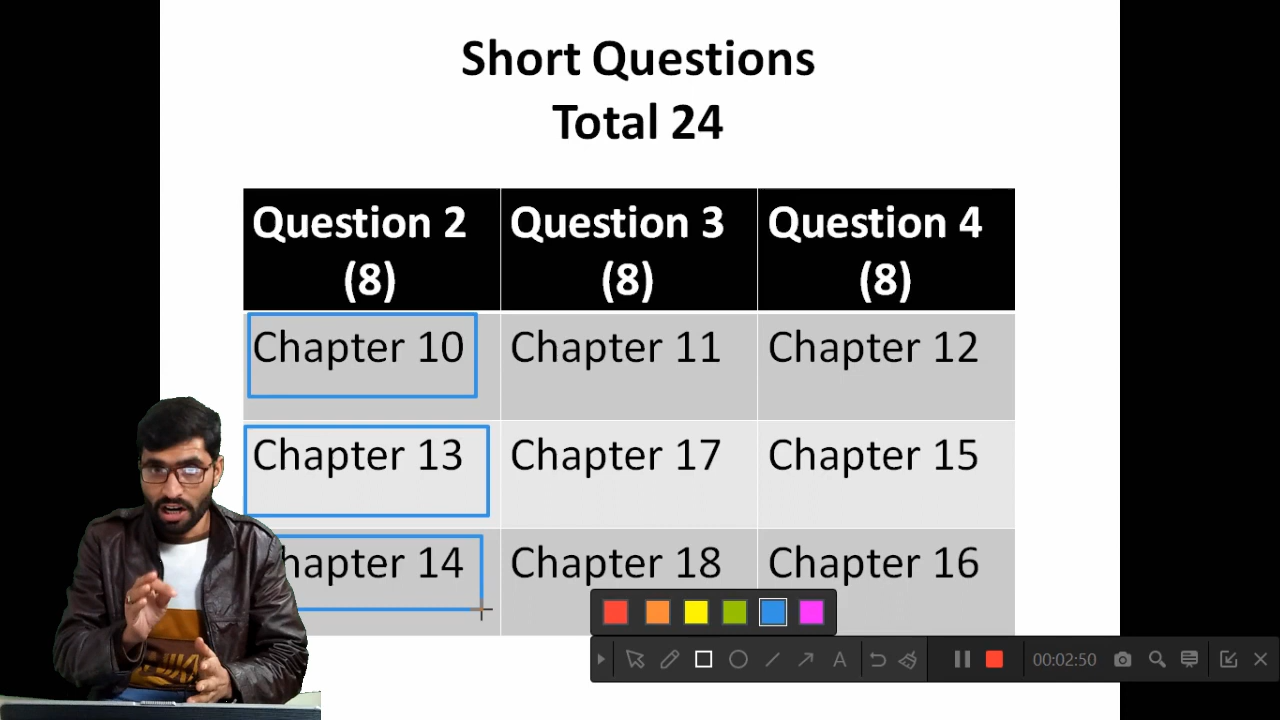 Short Questions
Total 24
Question 2 Question 3 Question 4
(8) (8) (8)
Chapter 10 Chapter 11 Chapter 12
Chapter 13 Chapter 17 Chapter 15
hapter 14 Chapter 18 Chapter 16
A 00:02:50